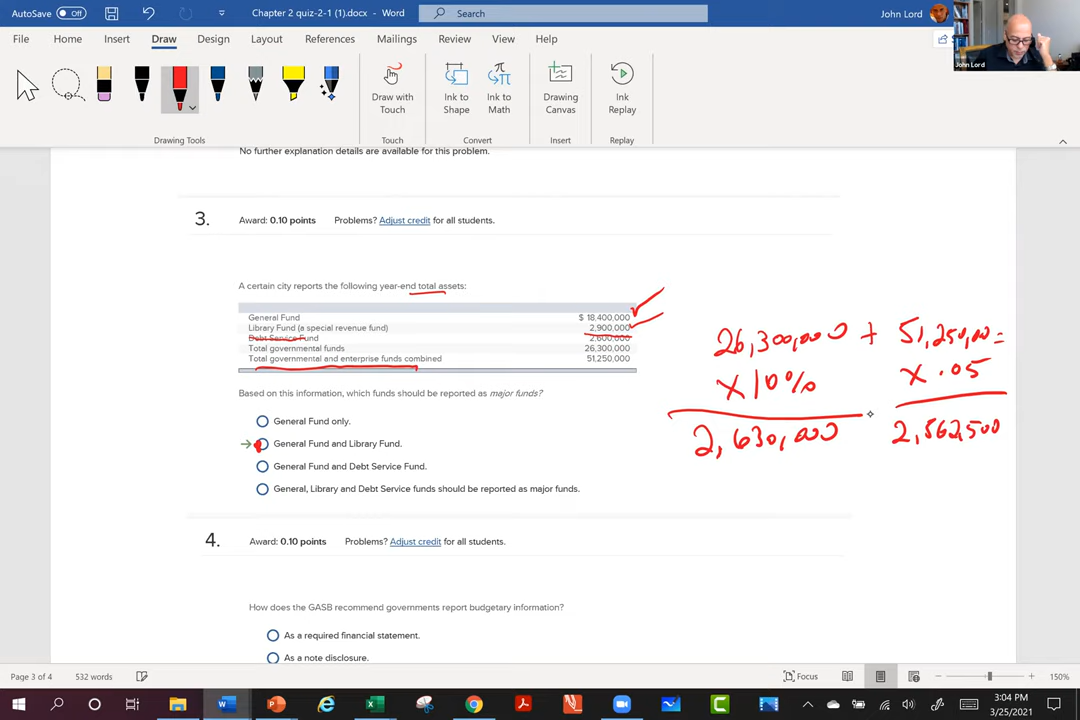 AutoSave Off Chapter 2 quiz-2-1 (1).docx - Word Search John Lord
File Home Insert Draw Design Layout References Mailings Review View Help
John Lord
Draw with Touch
Ink to Shape
Ink to Math
Drawing Canvas
Ink Replay
Drawing Tools Touch Convert Insert Replay
No further explanation details are available for this problem.
3. Award: 0.10 points Problems? Adjust credit for all students.
A certain city reports the following year-end total assets:
General Fund $ 18,400,000
Library Fund (a special revenue fund) 2,900,000
Debt Service Fund 2,600,000
Total governmental funds 26,300,000
Total governmental and enterprise funds combined 51,250,000
26,300,000 + 51,250,00=
X 10% X .05
2,630,000 2,562,500
Based on this information, which funds should be reported as major funds?
General Fund only.
General Fund and Library Fund.
General Fund and Debt Service Fund.
General, Library and Debt Service funds should be reported as major funds.
4. Award: 0.10 points Problems? Adjust credit for all students.
How does the GASB recommend governments report budgetary information?
As a required financial statement.
As a note disclosure.
Page 3 of 4 532 words Focus 150%
3:04 PM
3/25/2021